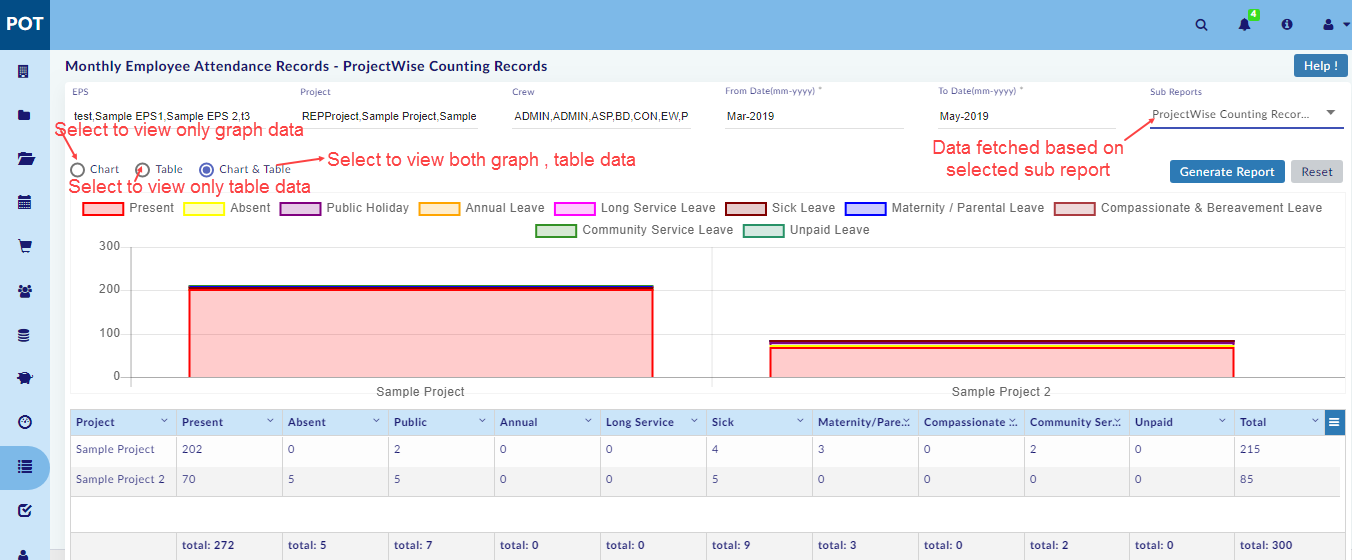 POT
4
Monthly Employee Attendance Records - ProjectWise Counting Records
Help !
EPS Project Crew From Date(mm-yyyy) * To Date(mm-yyyy) * Sub Reports
test,Sample EPS1,Sample EPS 2,t3 REPProject,Sample Project,Sample ADMIN,ADMIN,ASP,BD,CON,EW,P Mar-2019 May-2019 ProjectWise Counting Recor...
Select to view only graph data
Data fetched based on
selected sub report
Select to view both graph , table data
Chart Table Chart & Table
Generate Report Reset
Select to view only table data
Present Absent Public Holiday Annual Leave Long Service Leave Sick Leave Maternity / Parental Leave Compassionate & Bereavement Leave
Community Service Leave Unpaid Leave
300
200
100
0
Sample Project Sample Project 2
Project Present Absent Public Annual Long Service Sick Maternity/Pare... Compassionate ... Community Ser... Unpaid Total
Sample Project 202 0 2 0 0 4 3 0 2 0 215
Sample Project 2 70 5 5 0 0 5 0 0 0 0 85
total: 272 total: 5 total: 7 total: 0 total: 0 total: 9 total: 3 total: 0 total: 2 total: 0 total: 300